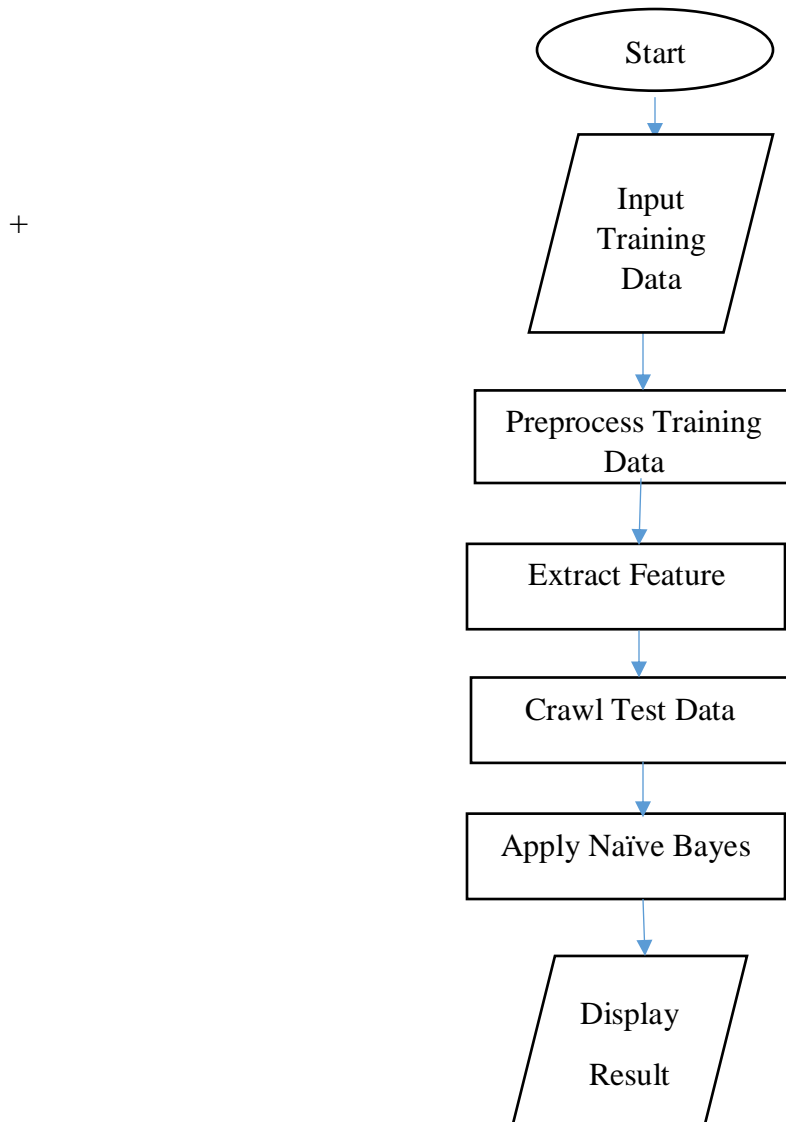 Start
+
Input
Training
Data
Preprocess Training
Data
Extract Feature
Crawl Test Data
Apply Naïve Bayes
Display
Result